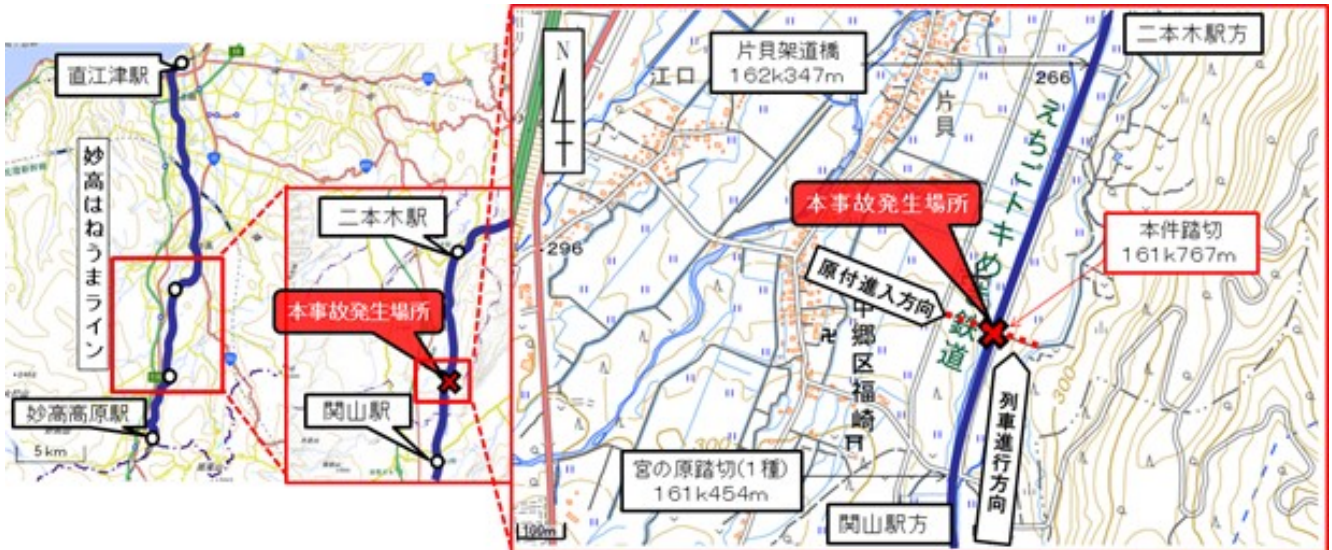 直江津駅
妙高はねうまライン
妙高高原駅
5km
二本木駅
本事故発生場所
関山駅
N
江口
片貝架道橋
162k347m
266
二本木駅方
片貝
えちごトキめき鉄道
本事故発生場所
本件踏切
161k767m
296
原付進入方向
中郷区福崎
列車進行方向
300
300
宮の原踏切(1種)
161k454m
関山駅方
100m